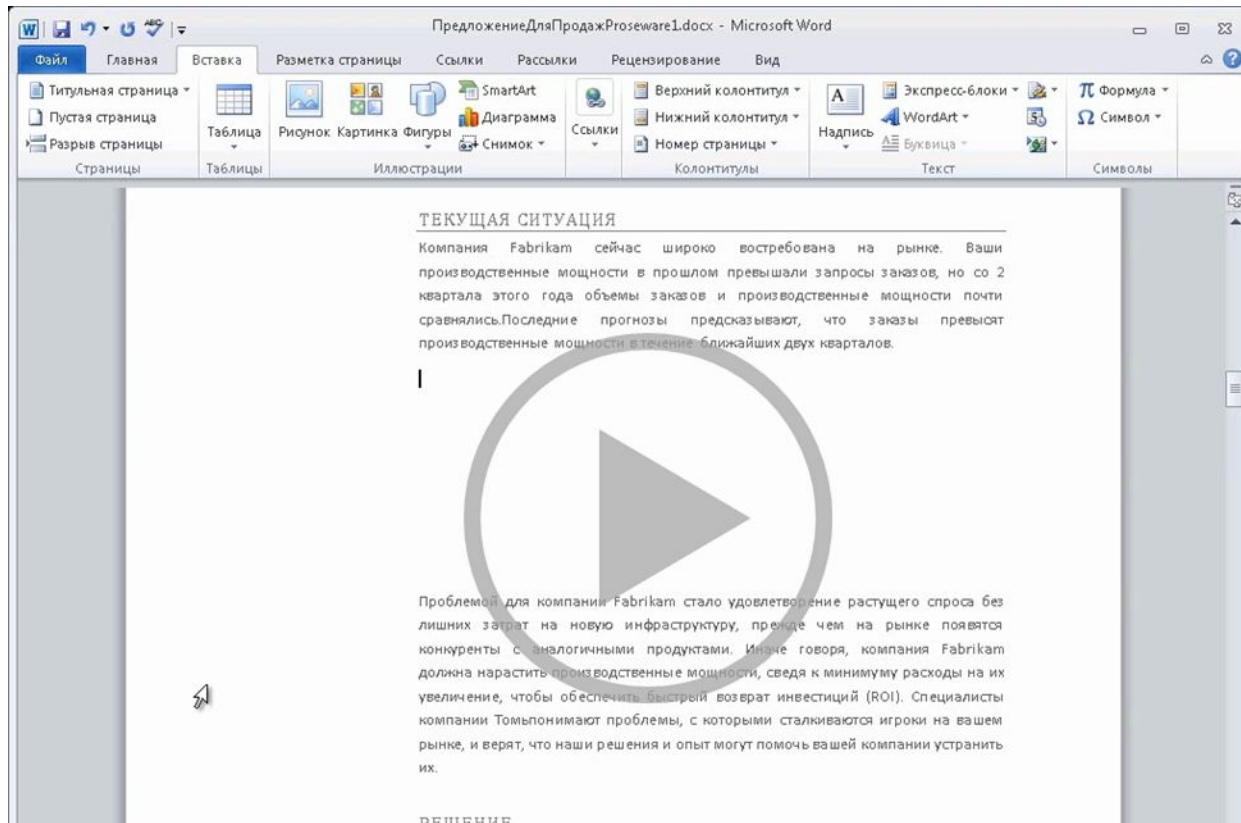 ПредложениеДляПродажProseware1.docx - Microsoft Word
Файл Главная Вставка Разметка страницы Ссылки Рассылки Рецензирование Вид
Титульная страница
Пустая страница
Разрыв страницы
Страницы
Таблица
Таблицы
Рисунок Картинка Фигуры
SmartArt
Диаграмма
Снимок
Иллюстрации
Ссылки
Верхний колонтитул
Нижний колонтитул
Номер страницы
Колонтитулы
Надпись
Экспресс-блоки
WordArt
Буквица
Текст
π Формула
Ω Символ
Символы
ТЕКУЩАЯ СИТУАЦИЯ
Компания Fabrikam сейчас широко востребована на рынке. Ваши
производственные мощности в прошлом превышали запросы заказов, но со 2
квартала этого года объемы заказов и производственные мощности почти
сравнялись.Последние прогнозы предсказывают, что заказы превысят
производственные мощности в течение ближайших двух кварталов.
Проблемой для компании Fabrikam стало удовлетворение растущего спроса без
лишних затрат на новую инфраструктуру, прежде чем на рынке появятся
конкуренты с аналогичными продуктами. Иначе говоря, компания Fabrikam
должна нарастить производственные мощности, сведя к минимуму расходы на их
увеличение, чтобы обеспечить быстрый возврат инвестиций (ROI). Специалисты
компании Томьпонимают проблемы, с которыми сталкиваются игроки на вашем
рынке, и верят, что наши решения и опыт могут помочь вашей компании устранить
их.
РЕШЕНИЕ